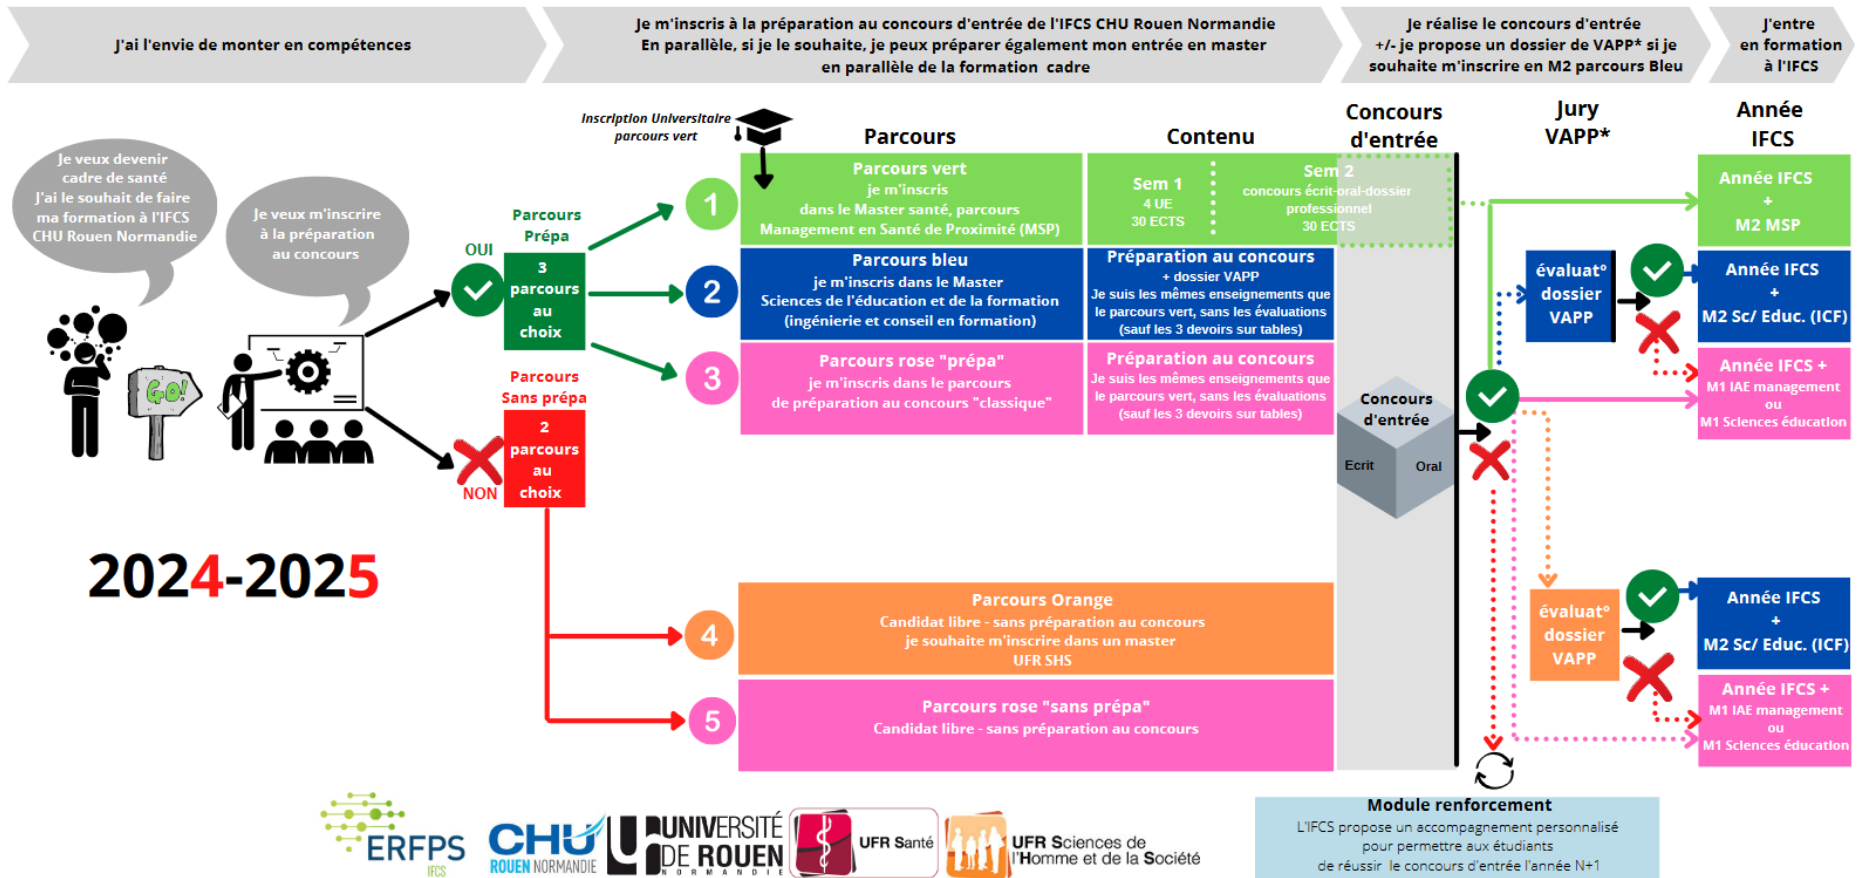 J'ai l'envie de monter en compétences
Je m'inscris à la préparation au concours d'entrée de l'IFCS CHU Rouen Normandie
En parallèle, si je le souhaite, je peux préparer également mon entrée en master
en parallèle de la formation cadre
Je réalise le concours d'entrée
+/- je propose un dossier de VAPP* si je
souhaite m'inscrire en M2 parcours Bleu
J'entre
en formation
à l'IFCS
Inscription Universitaire
parcours vert
Parcours
Contenu
Concours
d'entrée
Jury
VAPP*
Année
IFCS
Je veux devenir
cadre de santé
J'ai le souhait de faire
ma formation à l'IFCS
CHU Rouen Normandie
Je veux m'inscrire
à la préparation
au concours
GO!
OUI
Parcours
Prépa
3
parcours
au
choix
NON
Parcours
Sans prépa
2
parcours
au
choix
1
Parcours vert
je m'inscris
dans le Master santé, parcours
Management en Santé de Proximité (MSP)
Sem 1
4 UE
30 ECTS
Sem 2
concours écrit-oral-dossier
professionnel
30 ECTS
2
Parcours bleu
je m'inscris dans le Master
Sciences de l'éducation et de la formation
(ingénierie et conseil en formation)
Préparation au concours
+ dossier VAPP
Je suis les mêmes enseignements que
le parcours vert, sans les évaluations
(sauf les 3 devoirs sur tables)
3
Parcours rose "prépa"
je m'inscris dans le parcours
de préparation au concours "classique"
Préparation au concours
Je suis les mêmes enseignements que
le parcours vert, sans les évaluations
(sauf les 3 devoirs sur tables)
Concours
d'entrée
Ecrit
Oral
évaluat°
dossier
VAPP
Année IFCS
+
M2 MSP
Année IFCS
+
M2 Sc/ Educ. (ICF)
Année IFCS +
M1 IAE management
ou
M1 Sciences éducation
2024-2025
4
Parcours Orange
Candidat libre - sans préparation au concours
je souhaite m'inscrire dans un master
UFR SHS
5
Parcours rose "sans prépa"
Candidat libre - sans préparation au concours
évaluat°
dossier
VAPP
Année IFCS
+
M2 Sc/ Educ. (ICF)
Année IFCS +
M1 IAE management
ou
M1 Sciences éducation
Module renforcement
L'IFCS propose un accompagnement personnalisé
pour permettre aux étudiants
de réussir le concours d'entrée l'année N+1
ERFPS
IFCS
CHU
ROUEN NORMANDIE
UNIVERSITÉ
DE ROUEN
NORMANDIE
UFR Santé
UFR Sciences de
l'Homme et de la Société